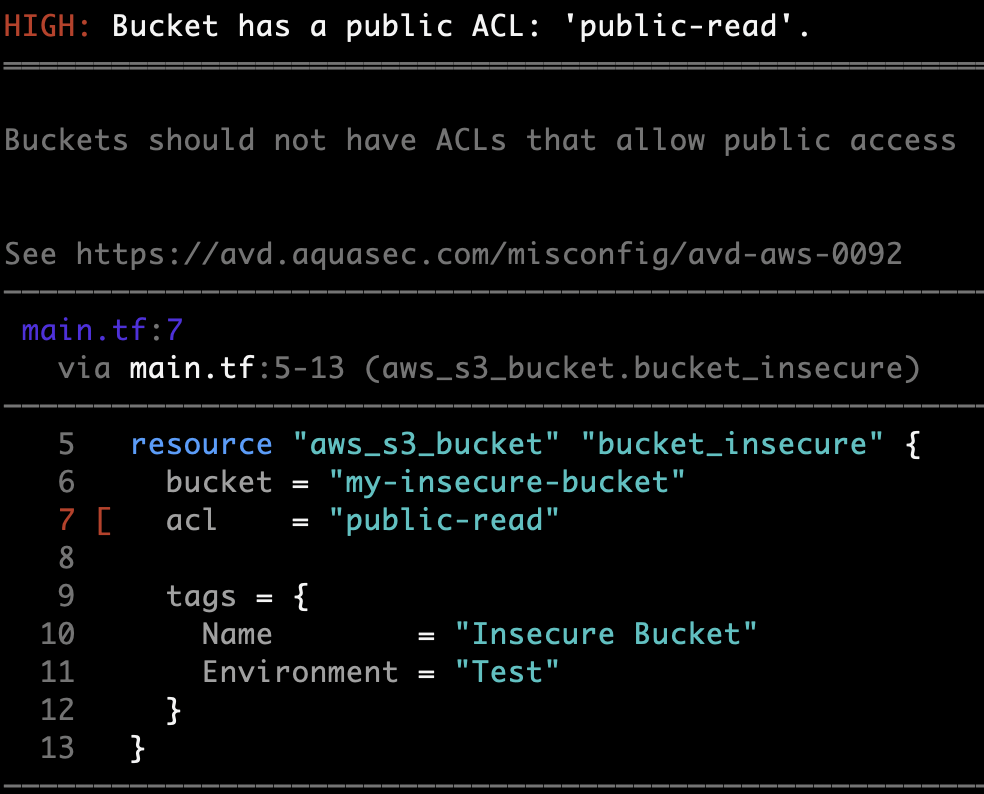 HIGH: Bucket has a public ACL: 'public-read'.
Buckets should not have ACLs that allow public access
See https://avd.aquasec.com/misconfig/avd-aws-0092
main.tf:7
via main.tf:5-13 (aws_s3_bucket.bucket_insecure)
5 resource "aws_s3_bucket" "bucket_insecure" {
6 bucket = "my-insecure-bucket"
7 [ acl = "public-read"
8
9 tags = {
10 Name = "Insecure Bucket"
11 Environment = "Test"
12 }
13 }